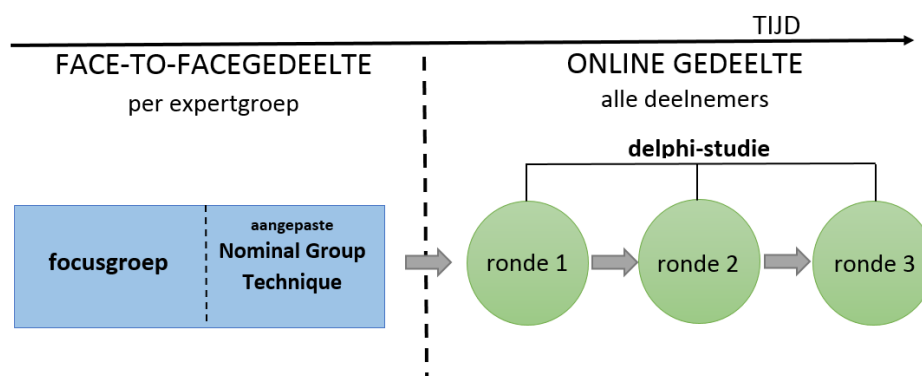 TIJD
FACE-TO-FACEGEDEELTE
per expertgroep
ONLINE GEDEELTE
alle deelnemers
delphi-studie
focusgroep
aangepaste
Nominal Group
Technique
ronde 1
ronde 2
ronde 3